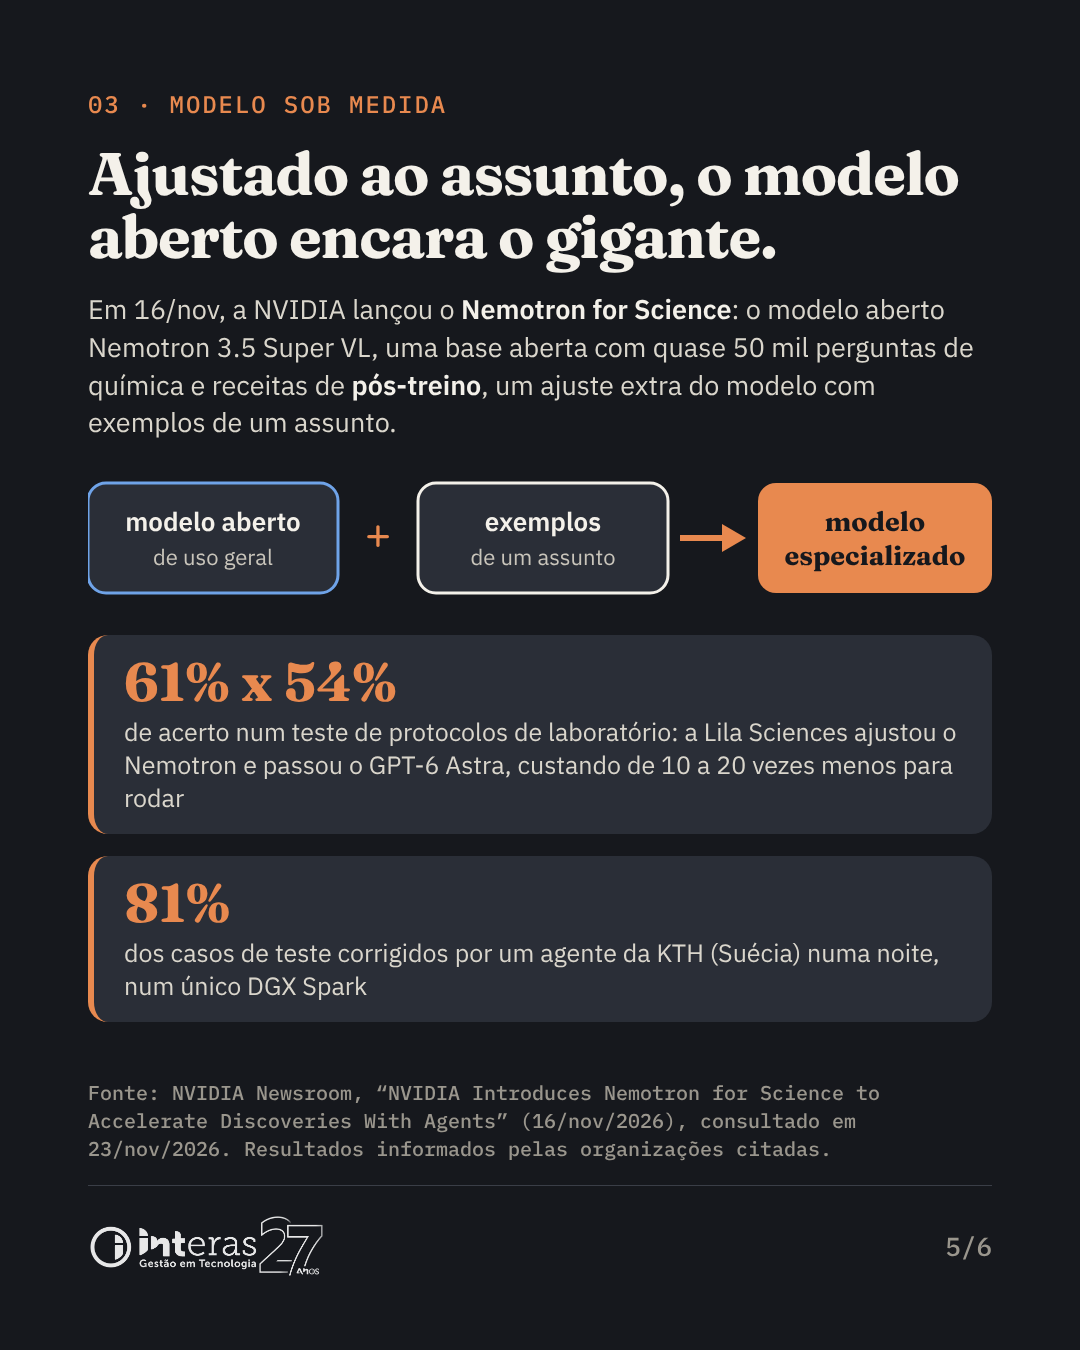 03 · MODELO SOB MEDIDA
Ajustado ao assunto, o modelo
aberto encara o gigante.
Em 16/nov, a NVIDIA lançou o Nemotron for Science: o modelo aberto
Nemotron 3.5 Super VL, uma base aberta com quase 50 mil perguntas de
química e receitas de pós-treino, um ajuste extra do modelo com
exemplos de um assunto.
modelo aberto
de uso geral
+
exemplos
de um assunto
modelo
especializado
61% x 54%
de acerto num teste de protocolos de laboratório: a Lila Sciences ajustou o
Nemotron e passou o GPT-6 Astra, custando de 10 a 20 vezes menos para
rodar
81%
dos casos de teste corrigidos por um agente da KTH (Suécia) numa noite,
num único DGX Spark
Fonte: NVIDIA Newsroom, “NVIDIA Introduces Nemotron for Science to
Accelerate Discoveries With Agents” (16/nov/2026), consultado em
23/nov/2026. Resultados informados pelas organizações citadas.
interas 27
Gestão em Tecnologia ANOS
5/6